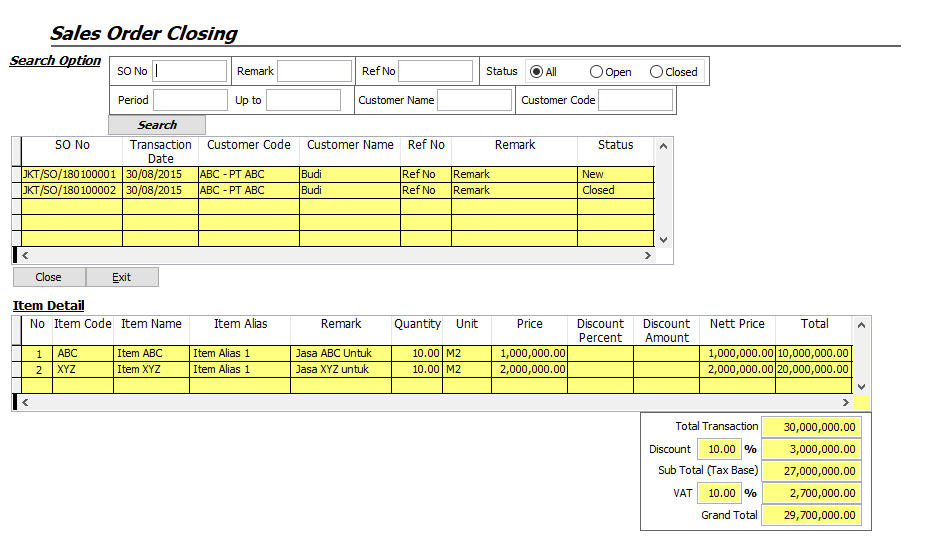 Sales Order Closing
Search Option
SO No Remark Ref No Status All Open Closed
Period Up to Customer Name Customer Code
Search
SO No Transaction Date Customer Code Customer Name Ref No Remark Status
JKT/SO/180100001 30/08/2015 ABC - PT ABC Budi Ref No Remark New
JKT/SO/180100002 30/08/2015 ABC - PT ABC Budi Ref No Remark Closed
Close Exit
Item Detail
No Item Code Item Name Item Alias Remark Quantity Unit Price Discount Percent Discount Amount Nett Price Total
1 ABC Item ABC Item Alias 1 Jasa ABC Untuk 10.00 M2 1,000,000.00 1,000,000.00 10,000,000.00
2 XYZ Item XYZ Item Alias 1 Jasa XYZ untuk 10.00 M2 2,000,000.00 2,000,000.00 20,000,000.00
Total Transaction 30,000,000.00
Discount 10.00 % 3,000,000.00
Sub Total (Tax Base) 27,000,000.00
VAT 10.00 % 2,700,000.00
Grand Total 29,700,000.00